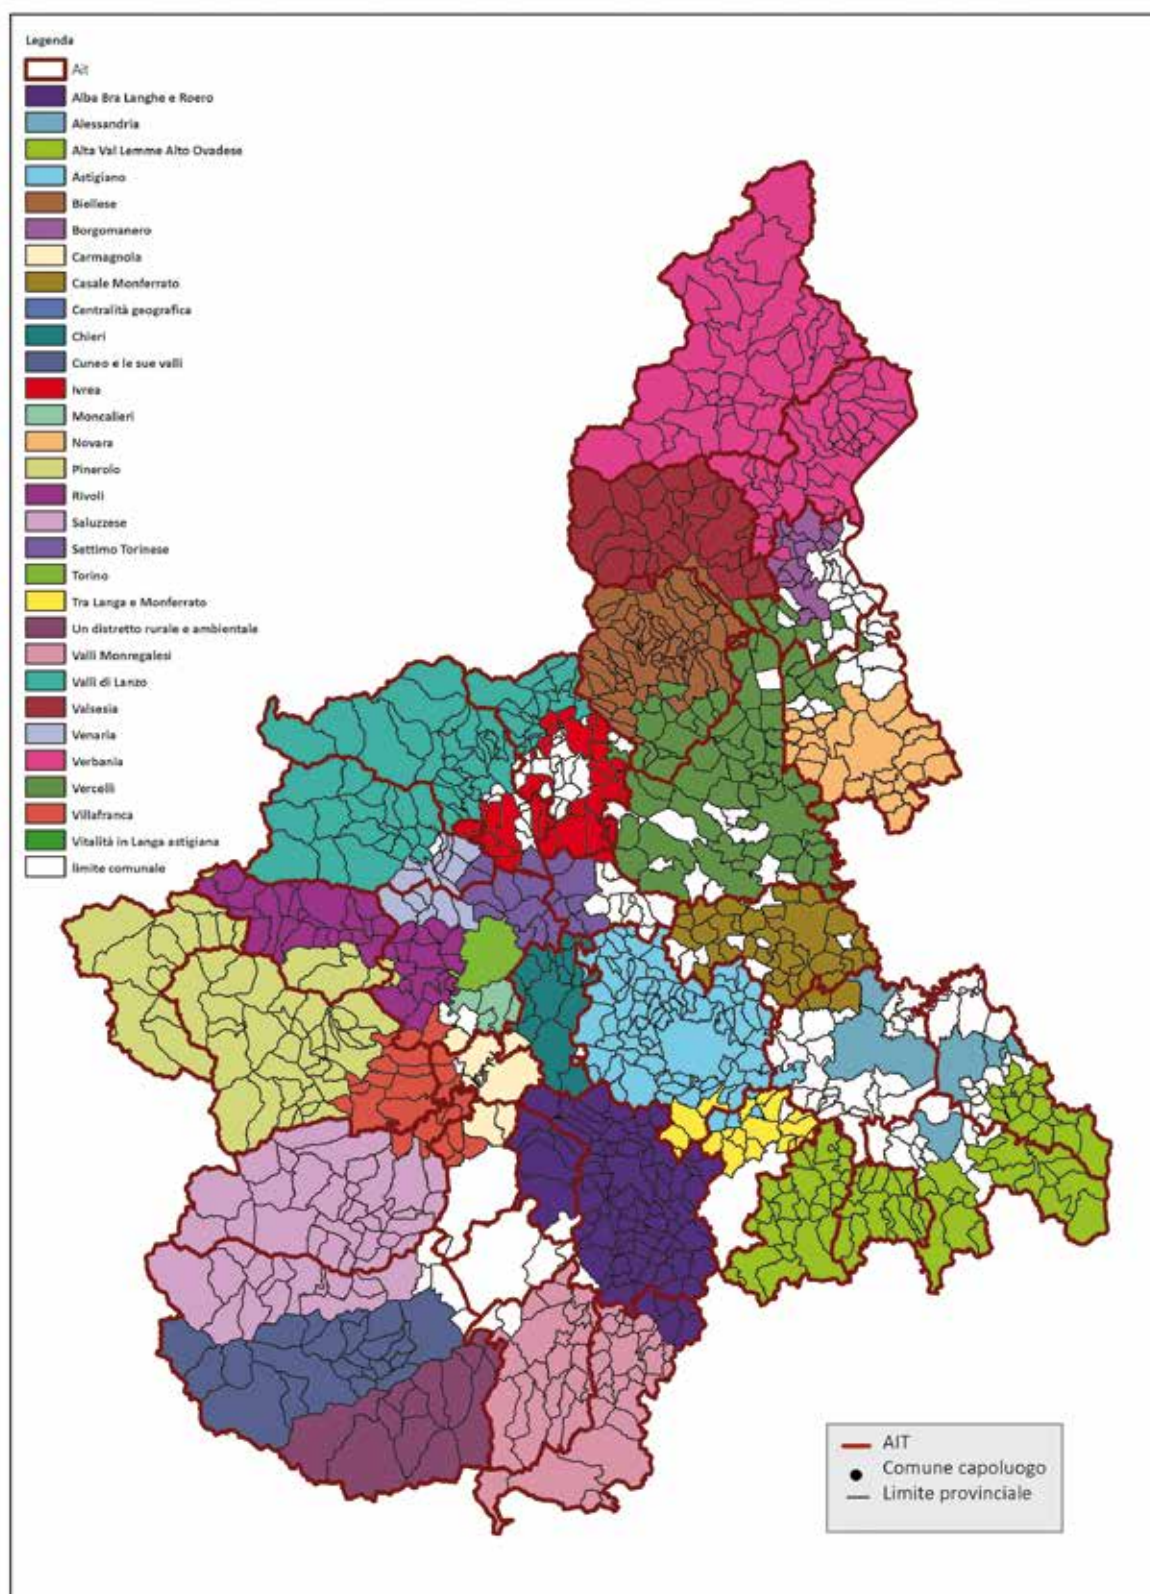 Legenda
Ait
Alba Bra Langhe e Roero
Alessandria
Alta Val Lemme Alto Ovadese
Astigiano
Biellese
Borgomanero
Carmagnola
Casale Monferrato
Centralità geografica
Chieri
Cuneo e le sue valli
Ivrea
Moncalieri
Novara
Pinerolo
Rivoli
Saluzzese
Settimo Torinese
Torino
Tra Langa e Monferrato
Un distretto rurale e ambientale
Valli Monregalesi
Valli di Lanzo
Valsesia
Venaria
Verbania
Vercelli
Villafranca
Vitalità in Langa astigiana
limite comunale
AIT
Comune capoluogo
Limite provinciale